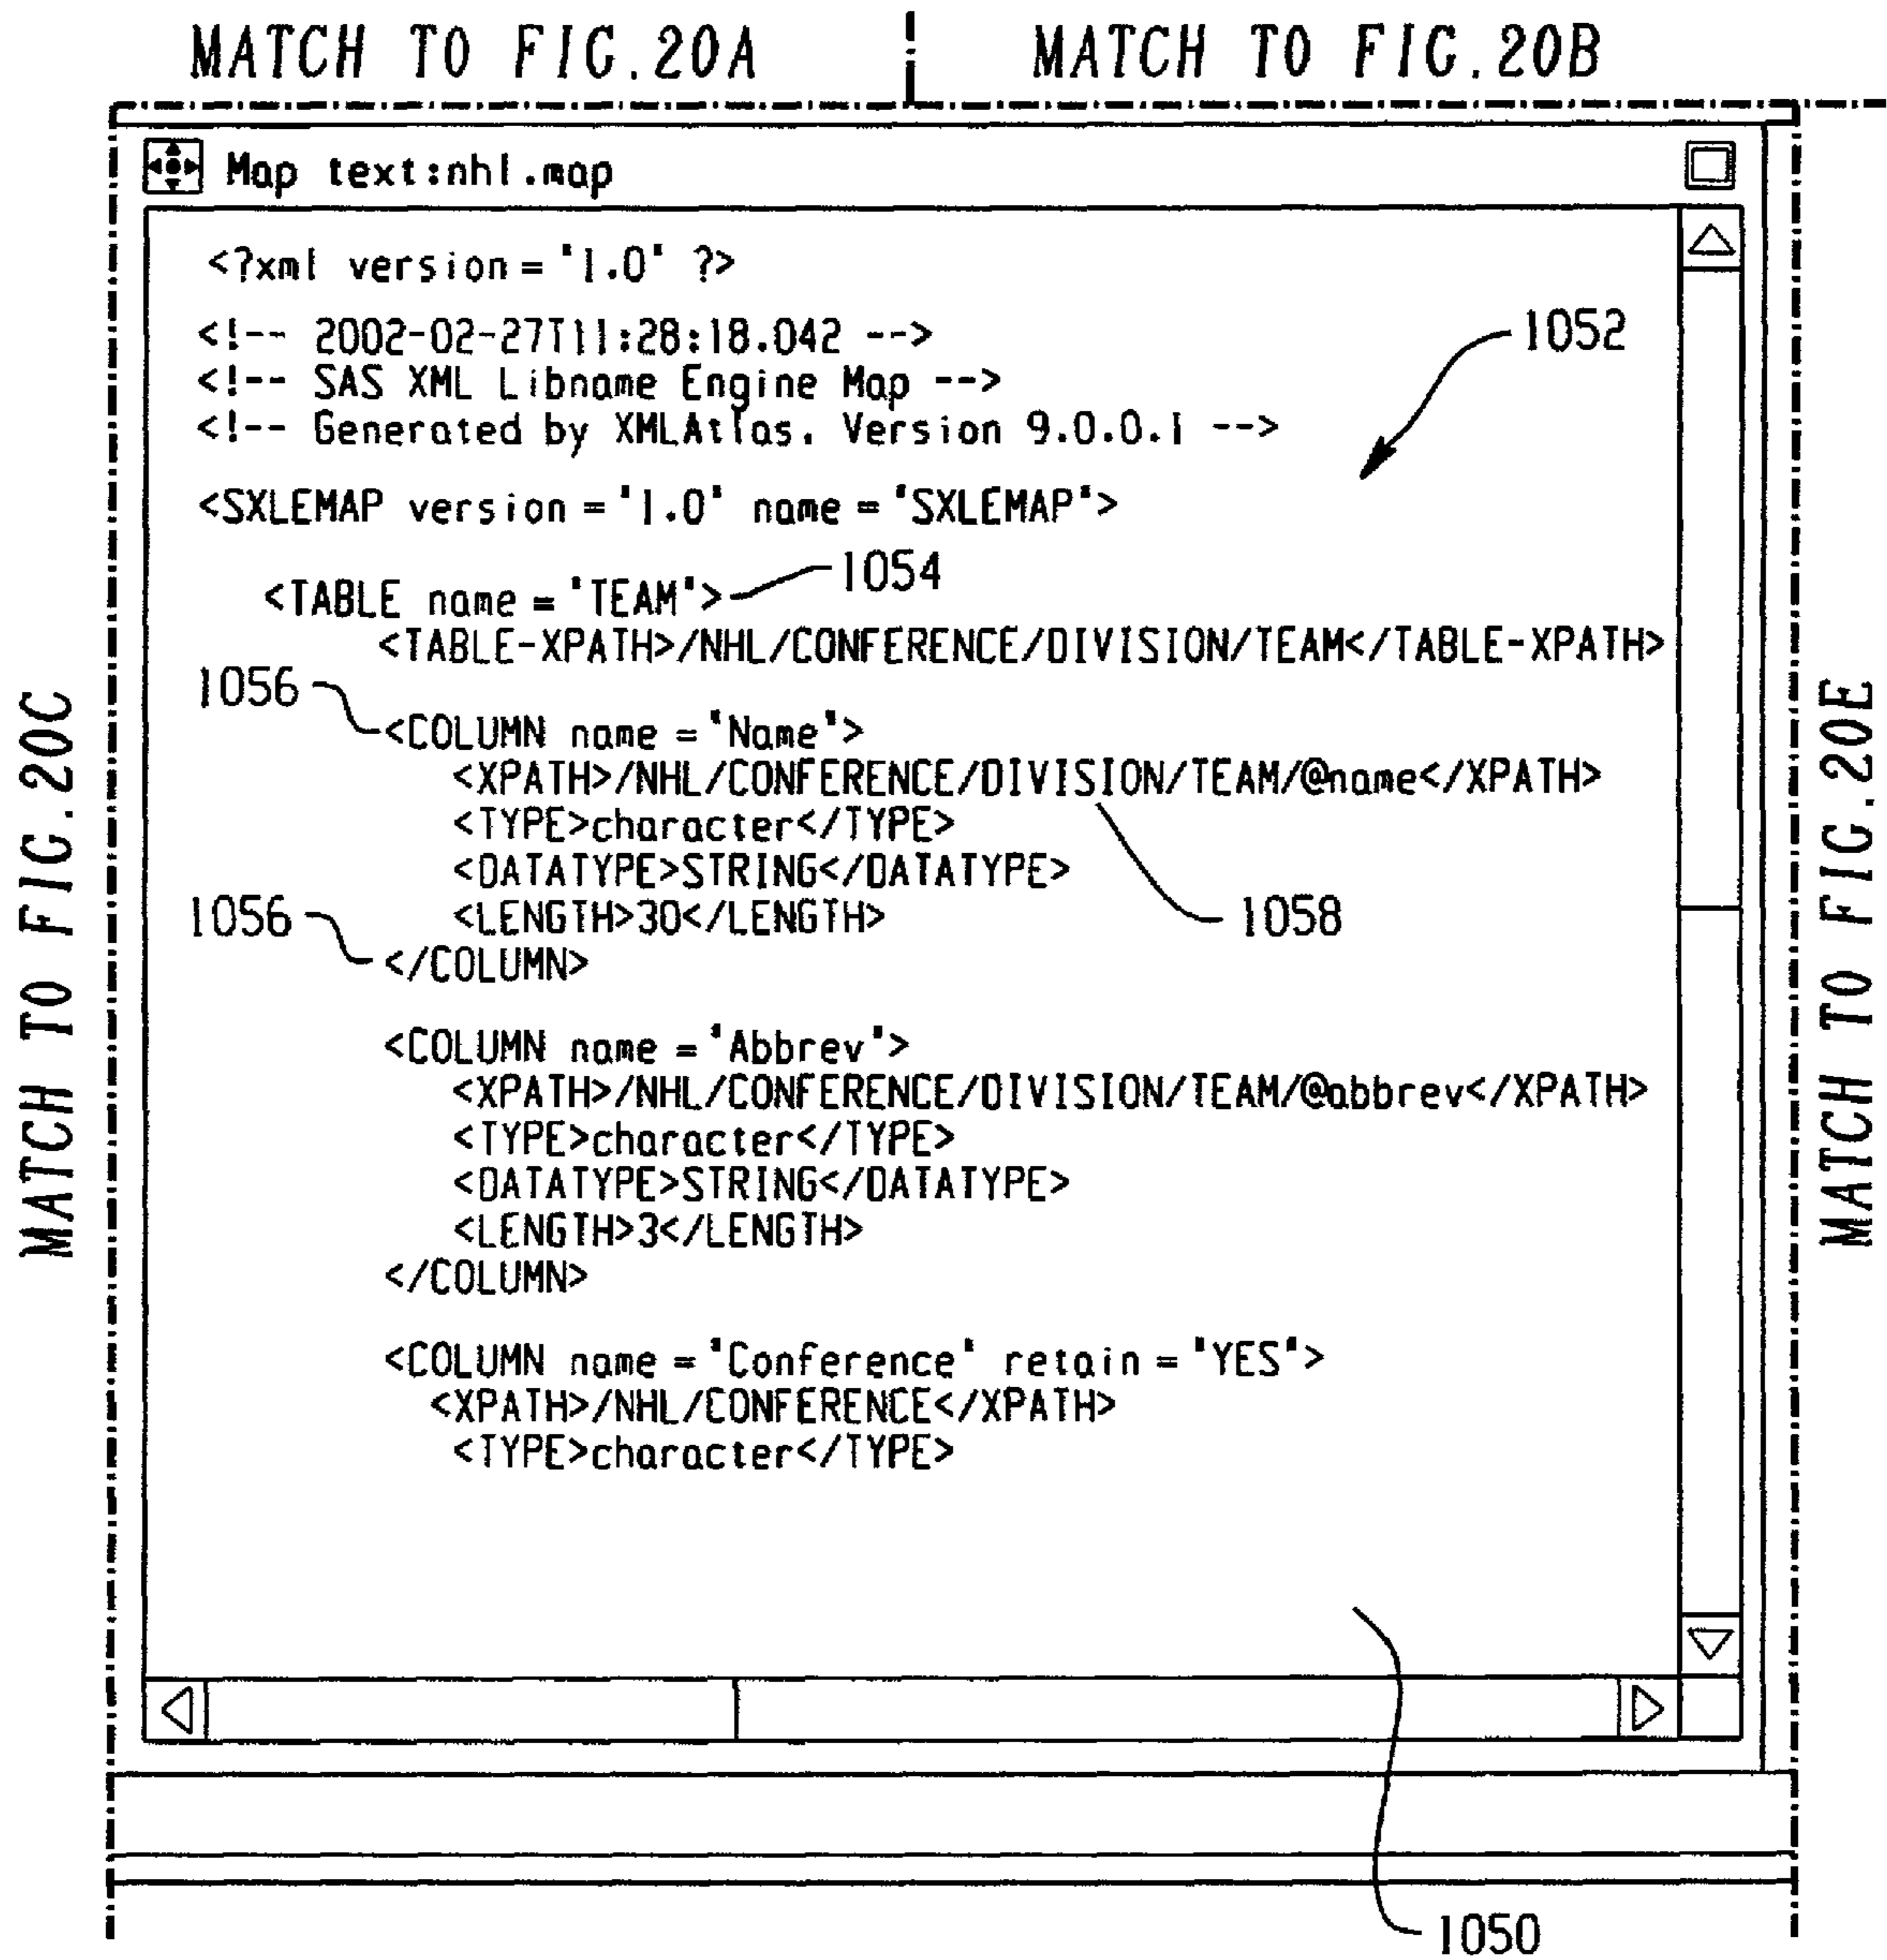 MATCH TO FIG.20A
MATCH TO FIG.20B
Map text:nhl.map
<?xml version="1.0" ?>
<!-- 2002-02-27T11:28:18.042 -->
1052
<!-- SAS XML Libname Engine Map -->
<!-- Generated by XMLAtlas. Version 9.0.0.1 -->
<SXLEMAP version="1.0" name="SXLEMAP">
1054
<TABLE name="TEAM">
<TABLE-XPATH>/NHL/CONFERENCE/DIVISION/TEAM</TABLE-XPATH>
1056
<COLUMN name="Name">
<XPATH>/NHL/CONFERENCE/DIVISION/TEAM/@name</XPATH>
<TYPE>character</TYPE>
<DATATYPE>STRING</DATATYPE>
1056
<LENGTH>30</LENGTH>
1058
</COLUMN>
<COLUMN name="Abbrev">
<XPATH>/NHL/CONFERENCE/DIVISION/TEAM/@abbrev</XPATH>
<TYPE>character</TYPE>
<DATATYPE>STRING</DATATYPE>
<LENGTH>3</LENGTH>
</COLUMN>
<COLUMN name="Conference" retain="YES">
<XPATH>/NHL/CONFERENCE</XPATH>
<TYPE>character</TYPE>
1050
MATCH TO FIG.20C
MATCH TO FIG.20E